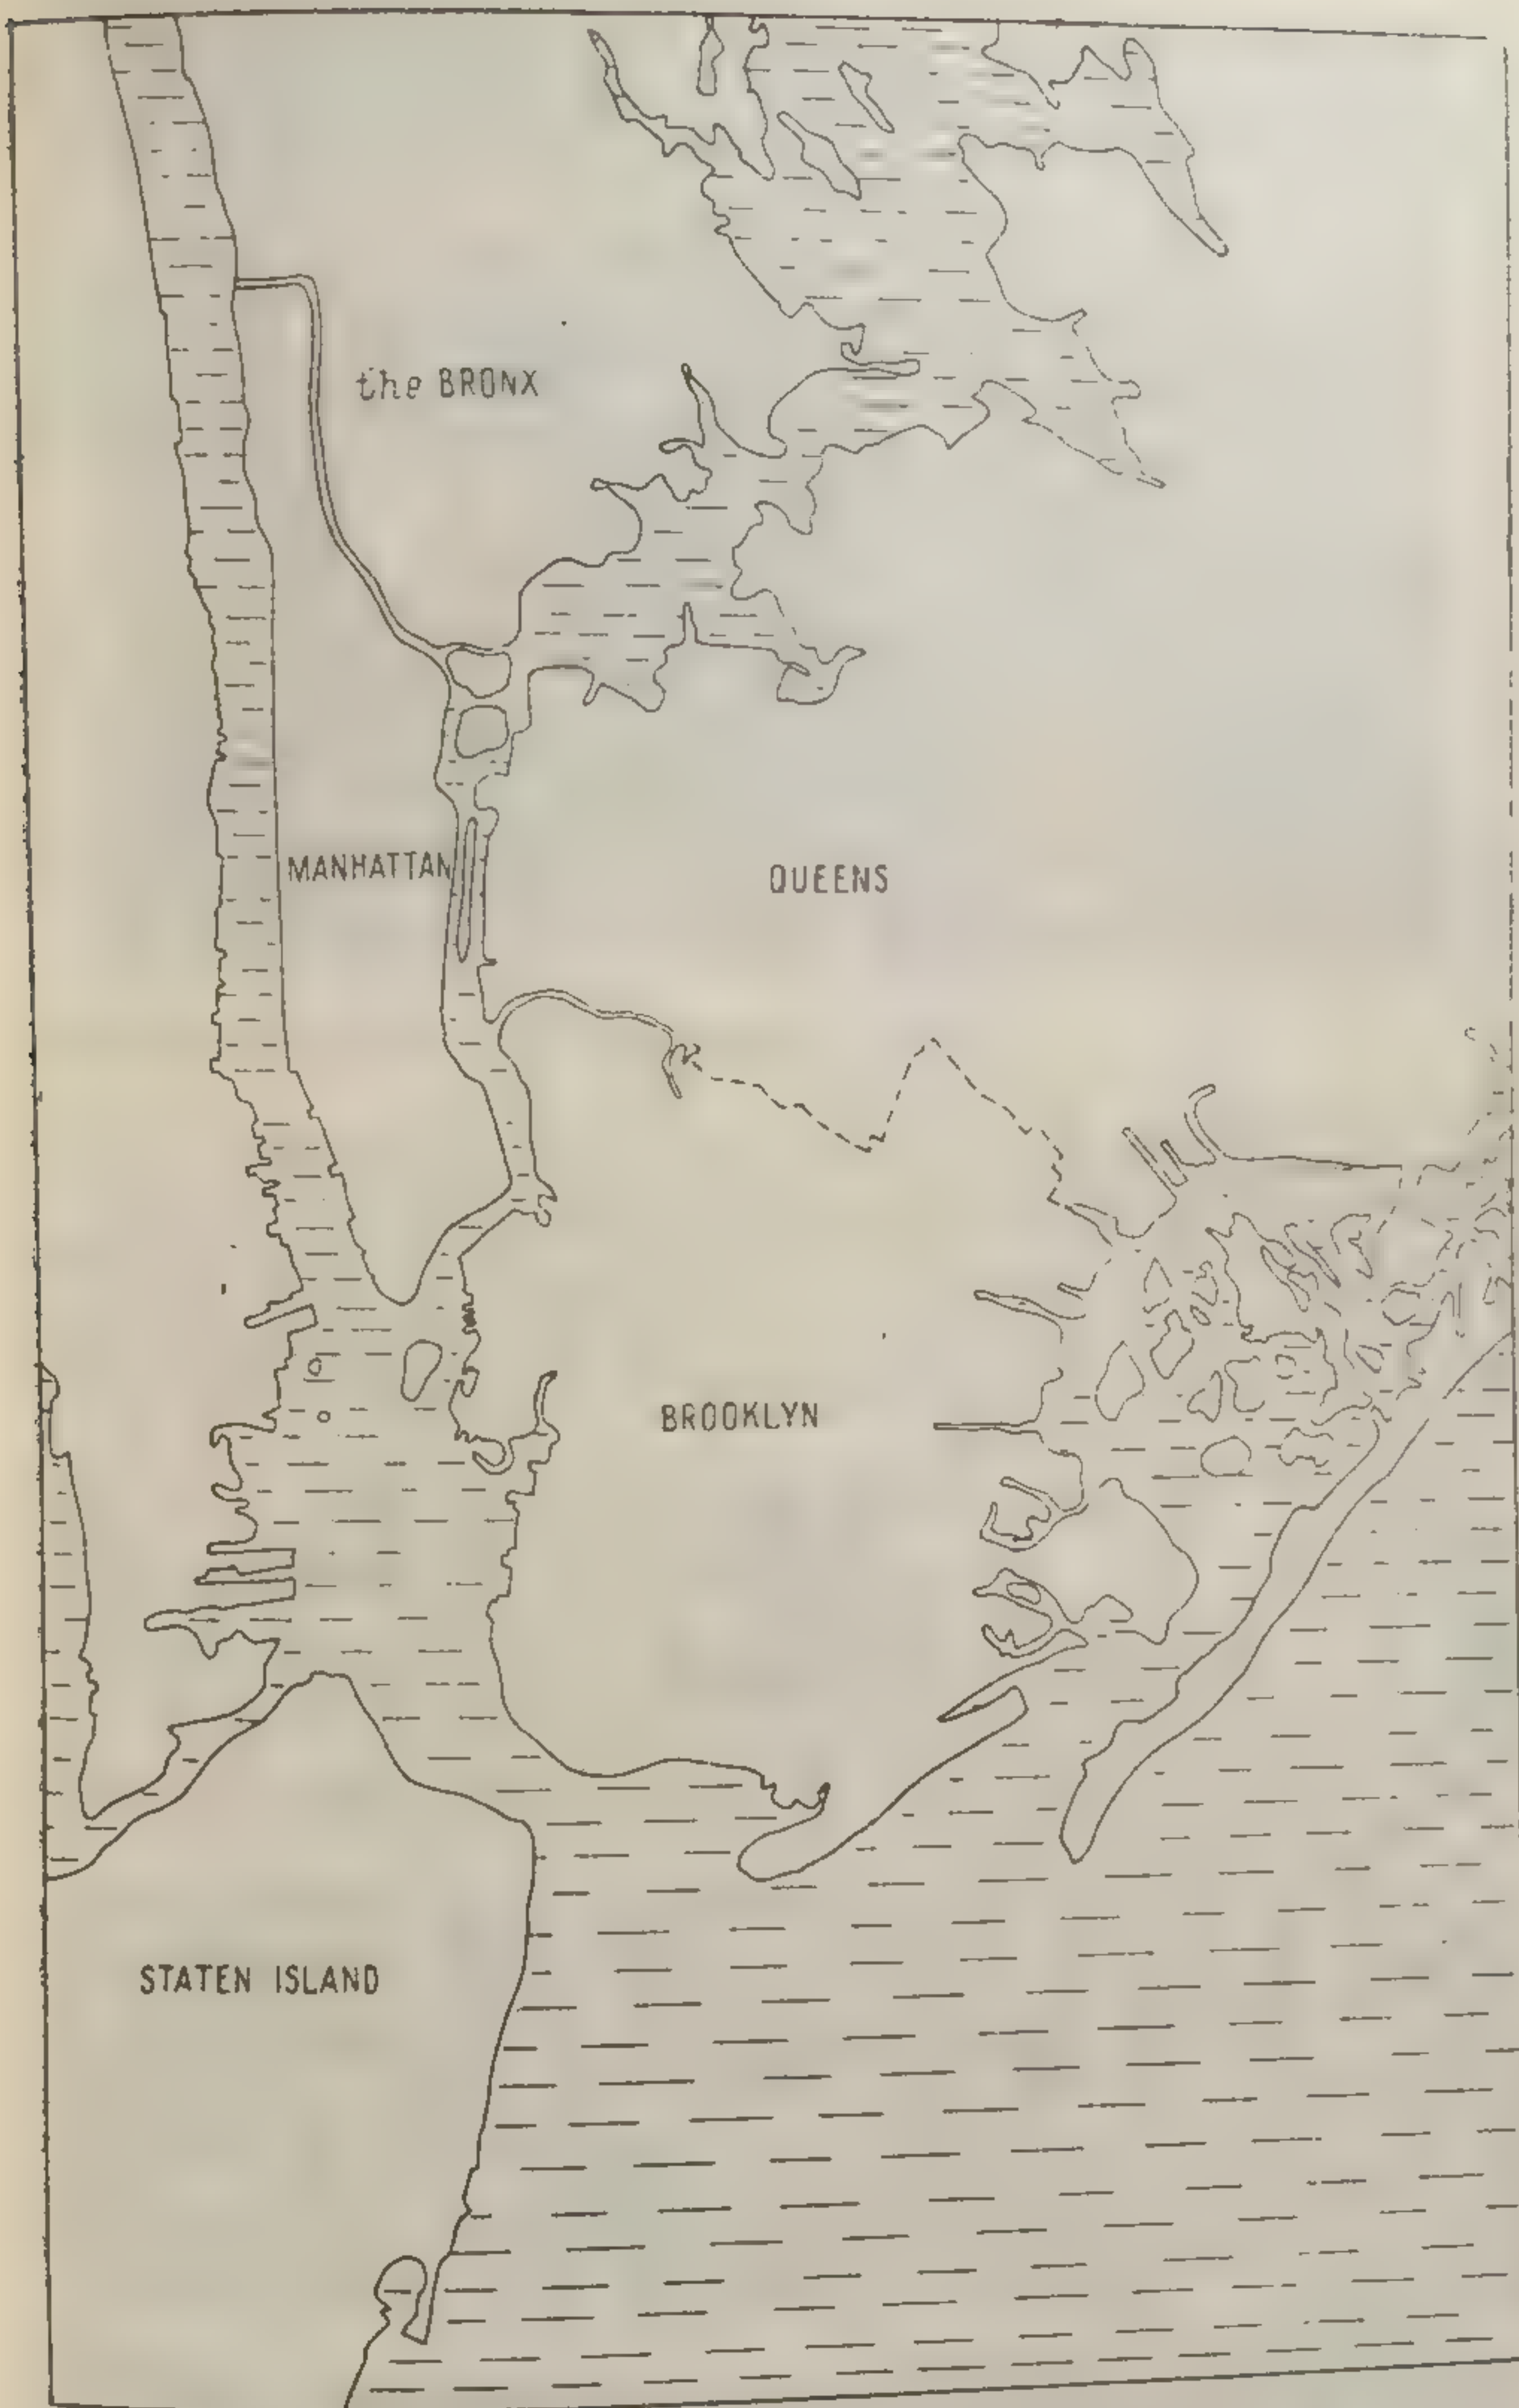 the BRONX
MANHATTAN
QUEENS
BROOKLYN
STATEN ISLAND